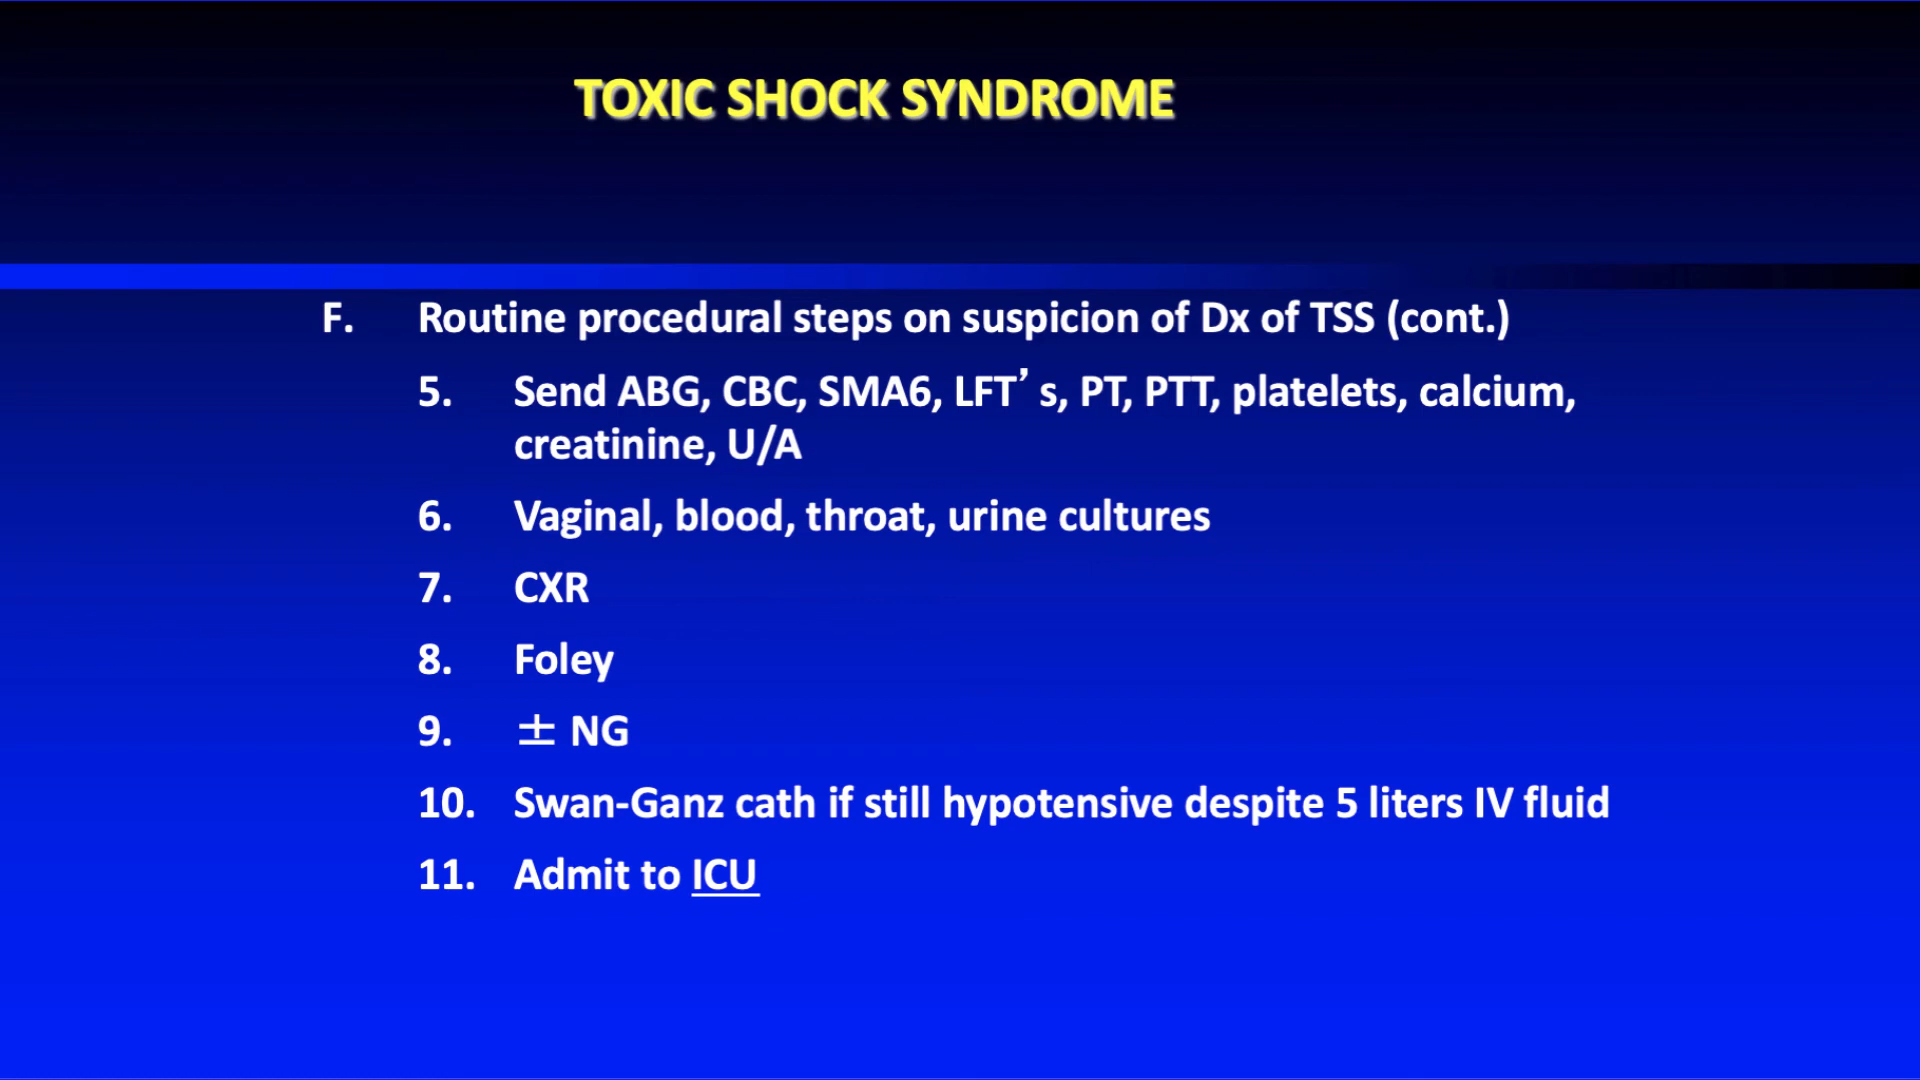 TOXIC SHOCK SYNDROME
F. Routine procedural steps on suspicion of Dx of TSS (cont.)
5. Send ABG, CBC, SMA6, LFT’ s, PT, PTT, platelets, calcium,
creatinine, U/A
6. Vaginal, blood, throat, urine cultures
7. CXR
8. Foley
9. ± NG
10. Swan-Ganz cath if still hypotensive despite 5 liters IV fluid
11. Admit to ICU